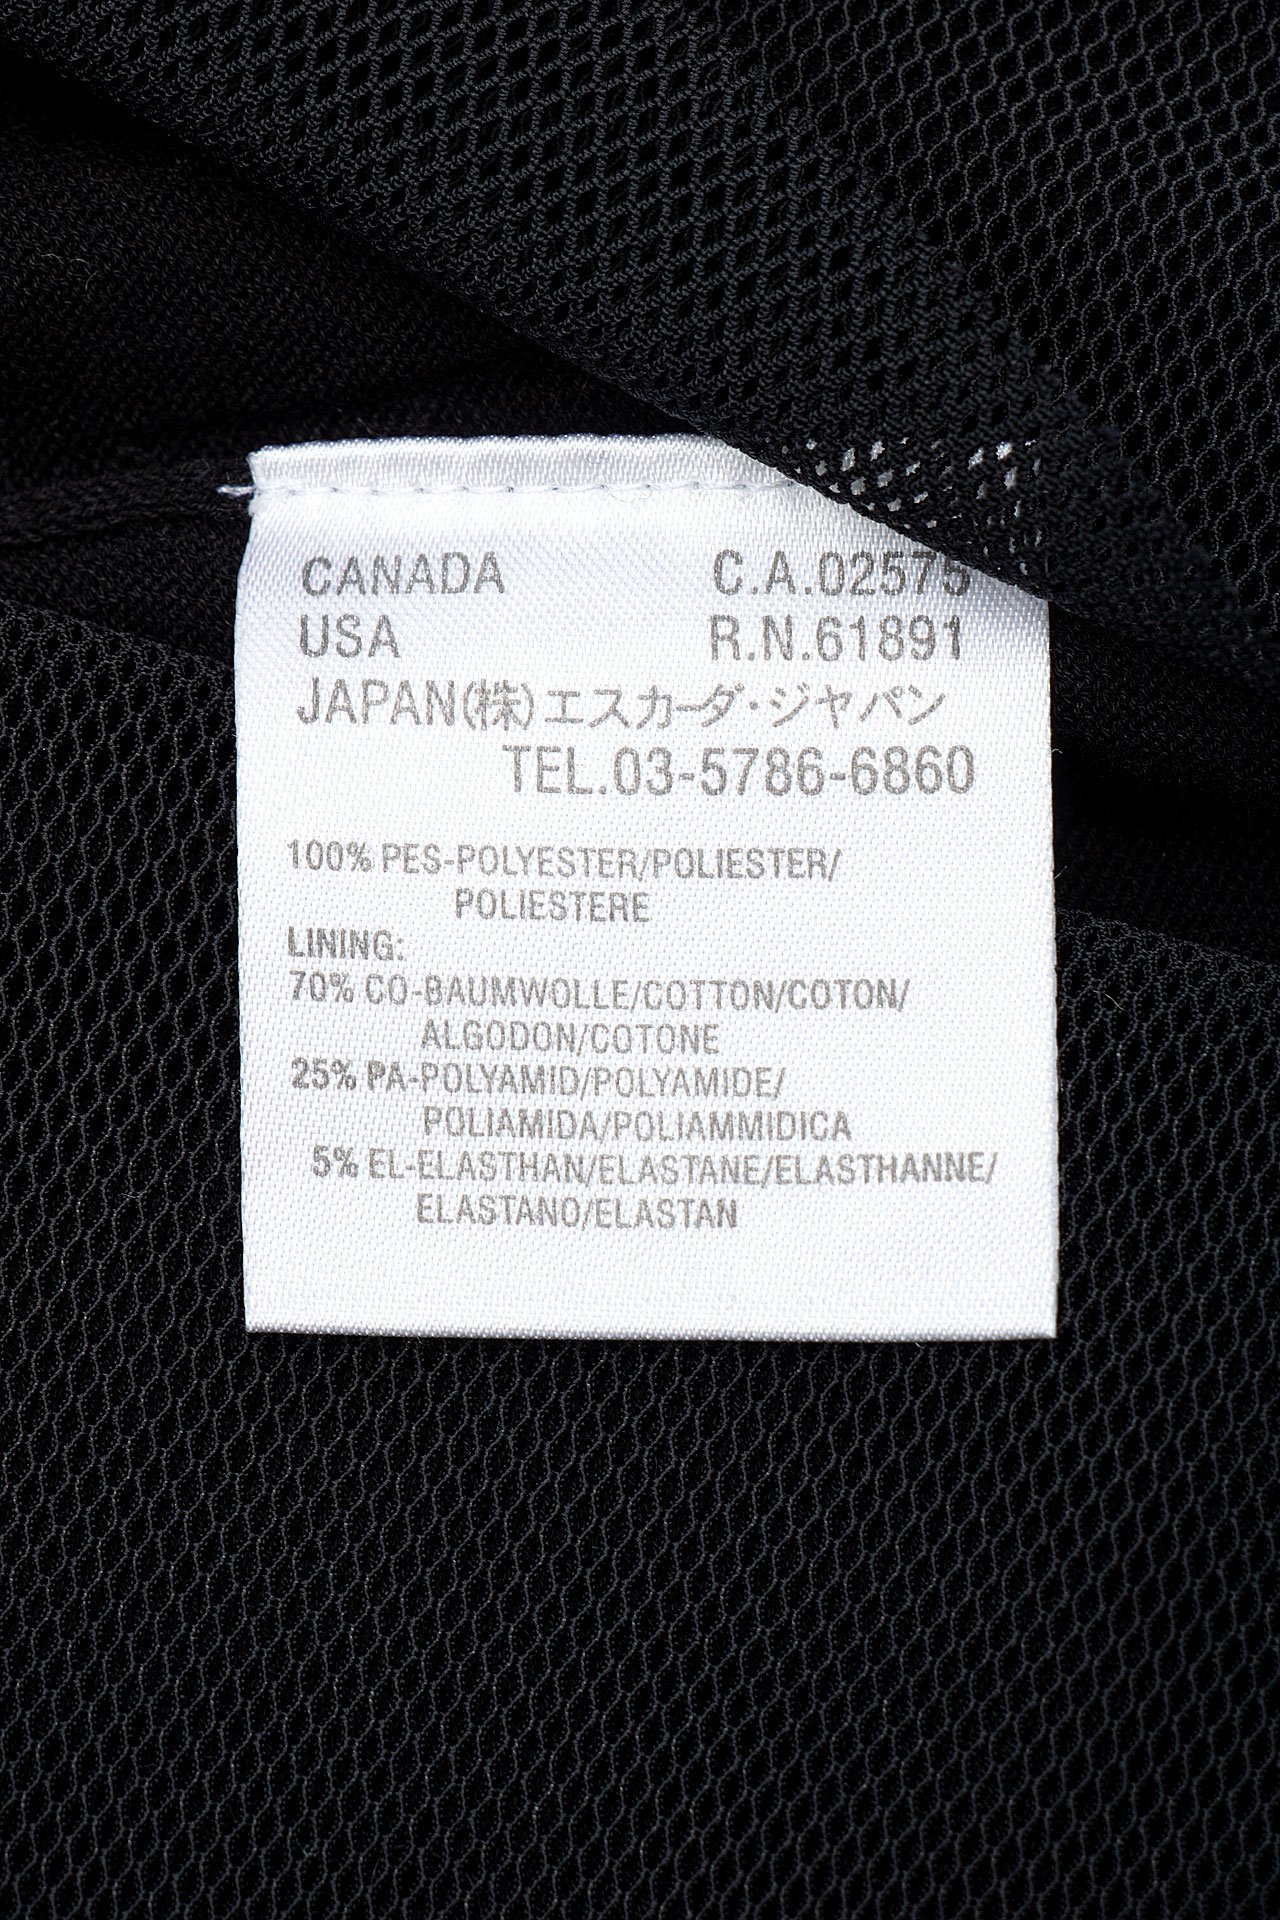 CANADA C.A.02575
USA R.N.61891
JAPAN(株)エスカーダ・ジャパン
TEL.03-5786-6860
100% PES-POLYESTER/POLIESTER/
POLIESTERE
LINING:
70% CO-BAUMWOLLE/COTTON/COTON/
ALGODON/COTONE
25% PA-POLYAMID/POLYAMIDE/
POLIAMIDA/POLIAMMIDICA
5% EL-ELASTHAN/ELASTANE/ELASTHANNE/
ELASTANO/ELASTAN